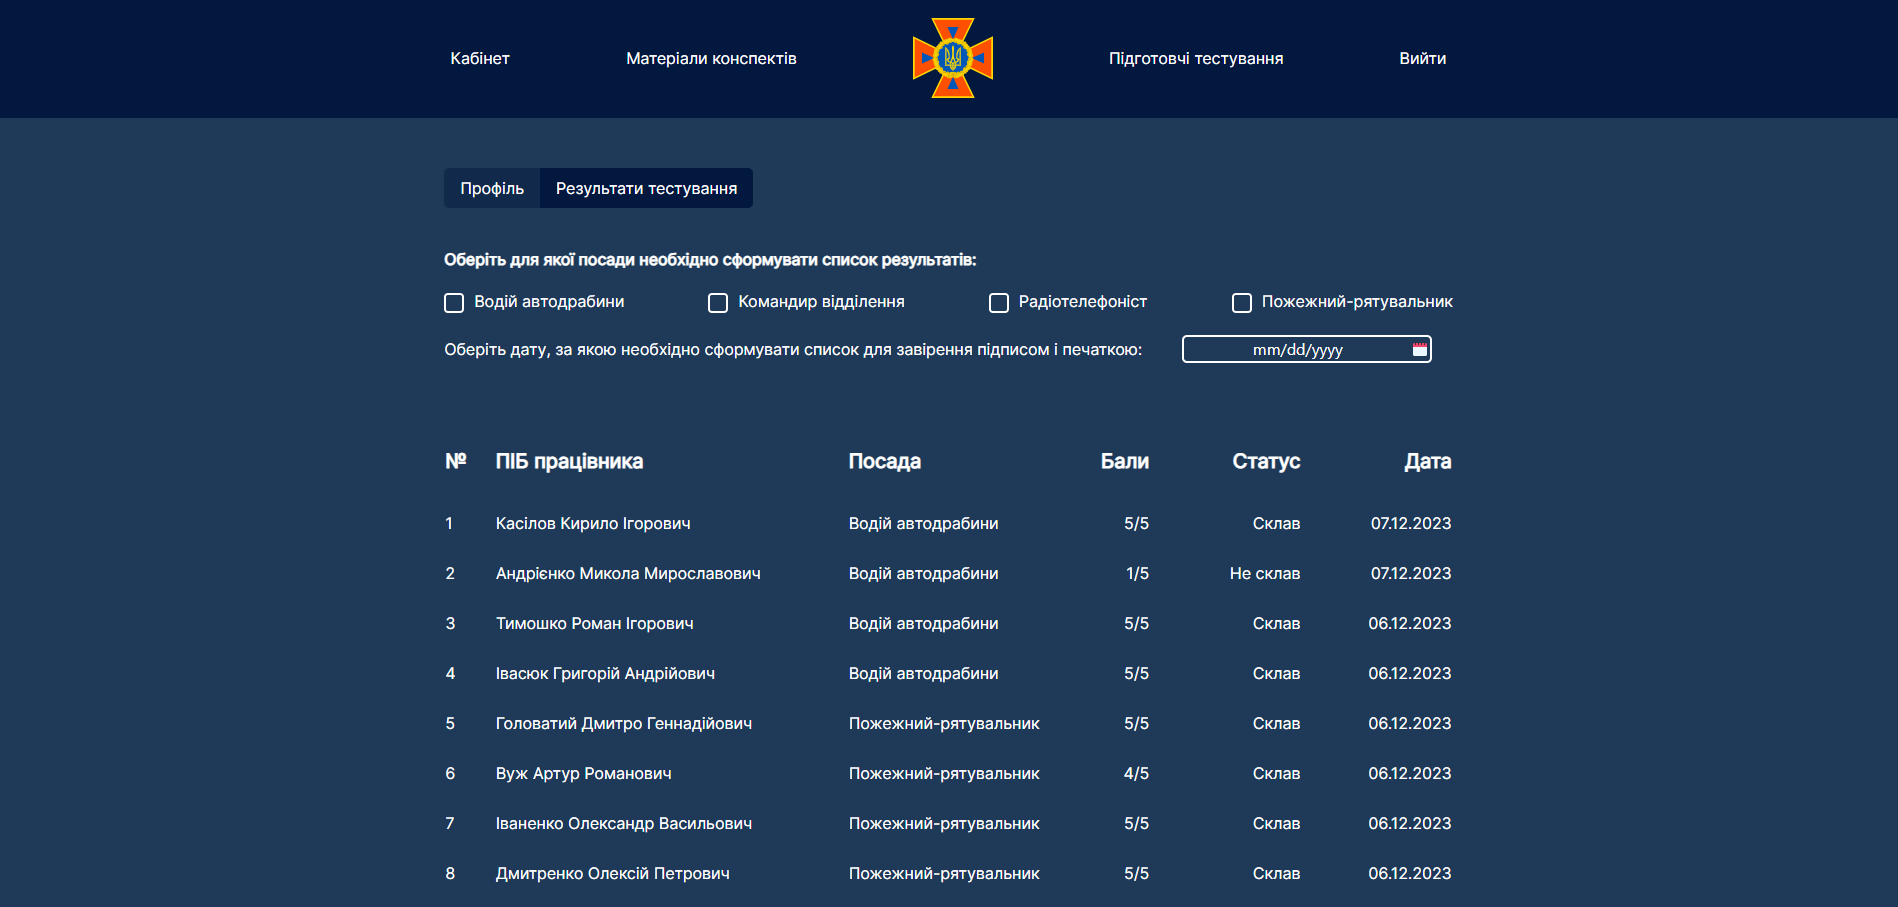 Кабінет Матеріали конспектів Підготовчі тестування Вийти
Профіль Результати тестування
Оберіть для якої посади необхідно сформувати список результатів:
Водій автодрабини Командир відділення Радіотелефоніст Пожежний-рятувальник
Оберіть дату, за якою необхідно сформувати список для завірення підписом і печаткою: mm/dd/yyyy
№ ПІБ працівника Посада Бали Статус Дата
1 Касілов Кирило Ігорович Водій автодрабини 5/5 Склав 07.12.2023
2 Андрієнко Микола Мирославович Водій автодрабини 1/5 Не склав 07.12.2023
3 Тимошко Роман Ігорович Водій автодрабини 5/5 Склав 06.12.2023
4 Івасюк Григорій Андрійович Водій автодрабини 5/5 Склав 06.12.2023
5 Головатий Дмитро Геннадійович Пожежний-рятувальник 5/5 Склав 06.12.2023
6 Вуж Артур Романович Пожежний-рятувальник 4/5 Склав 06.12.2023
7 Іваненко Олександр Васильович Пожежний-рятувальник 5/5 Склав 06.12.2023
8 Дмитренко Олексій Петрович Пожежний-рятувальник 5/5 Склав 06.12.2023